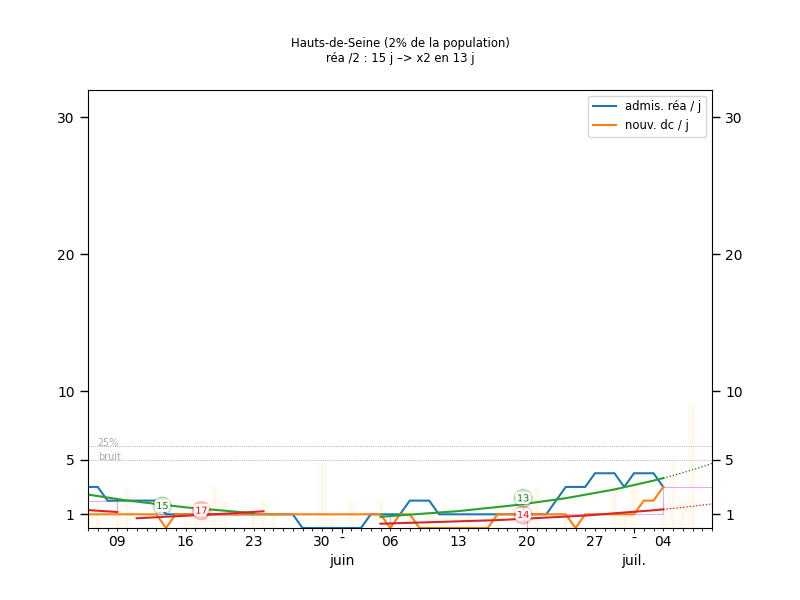 Hauts-de-Seine (2% de la population)
réa /2 : 15 j –> x2 en 13 j
admis. réa / j
nouv. dc / j
30
30
20
20
10
10
25%
bruit
5
5
15
17
13
14
1
1
09 16 23 30 - 06 13 20 27 - 04
juin juil.